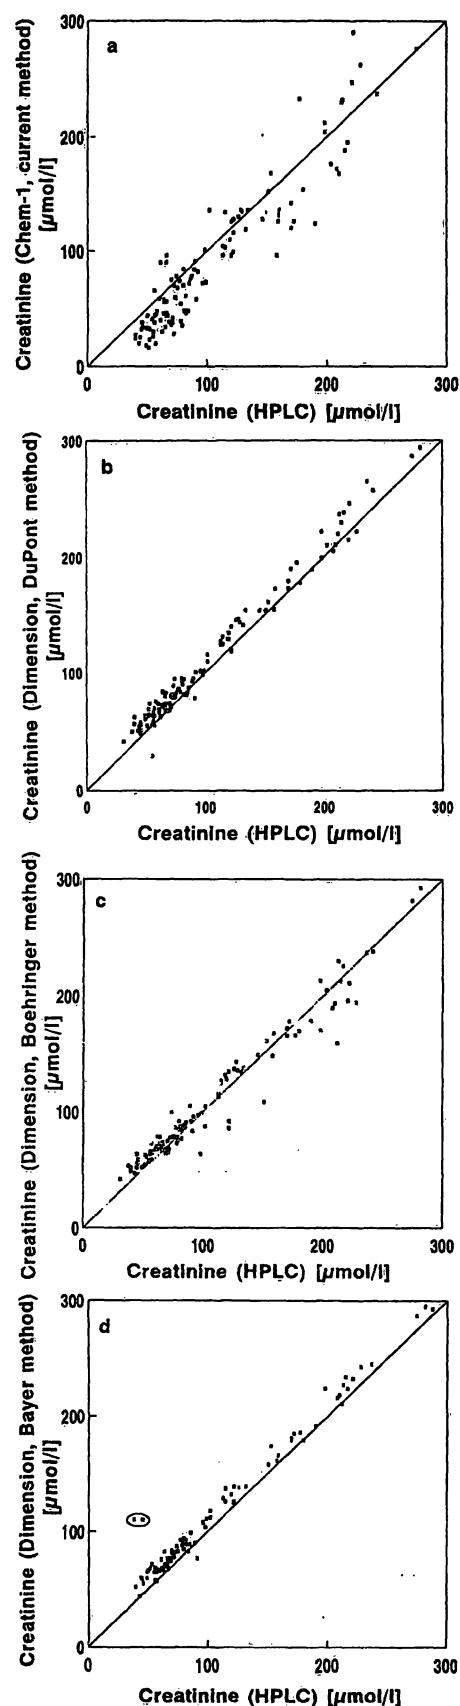 a
Creatinine (Chem-1, current method)
[μmol/l]
300
200
100
0
0 100 200 300
Creatinine (HPLC) [μmol/l]
b
Creatinine (Dimension, DuPont method)
[μmol/l]
300
200
100
0
0 100 200 300
Creatinine (HPLC) [μmol/l]
c
Creatinine (Dimension, Boehringer method)
[μmol/l]
300
200
100
0
0 100 200 300
Creatinine (HPLC) [μmol/l]
d
Creatinine (Dimension, Bayer method)
[μmol/l]
300
200
100
0
0 100 200 300
Creatinine (HPLC) [μmol/l]